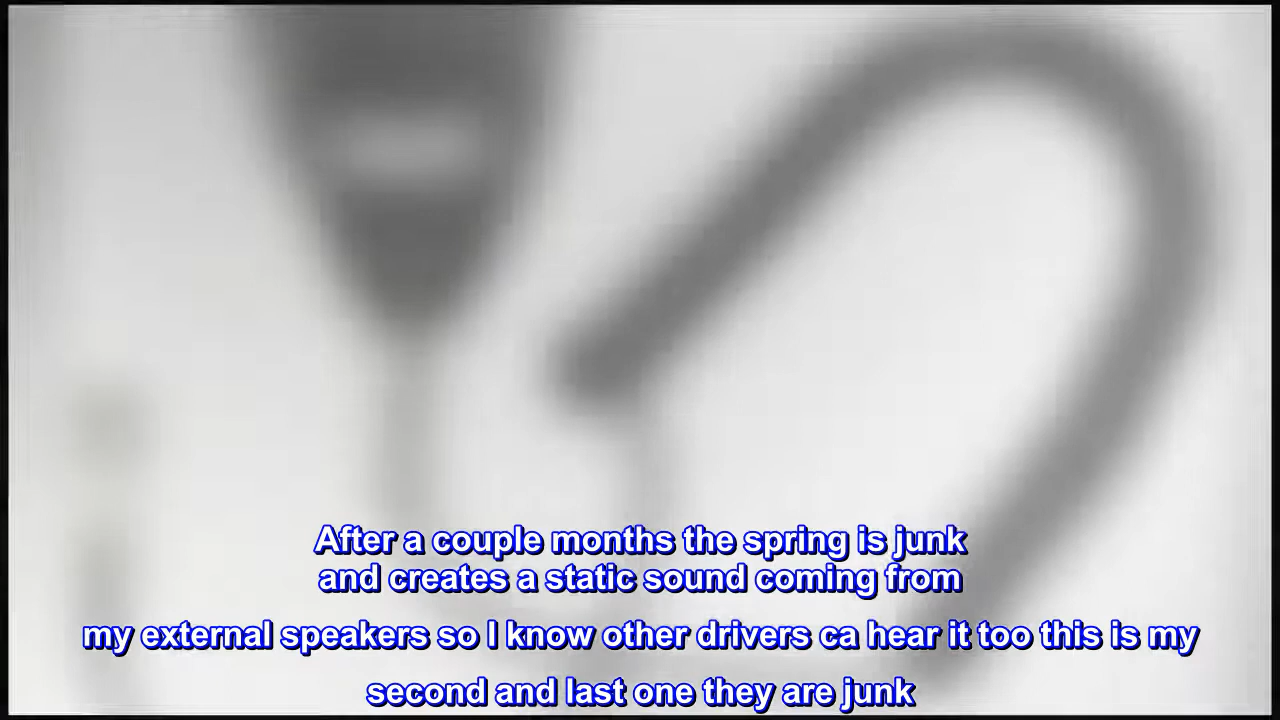 After a couple months the spring is junk
and creates a static sound coming from
my external speakers so I know other drivers ca hear it too this is my
second and last one they are junk